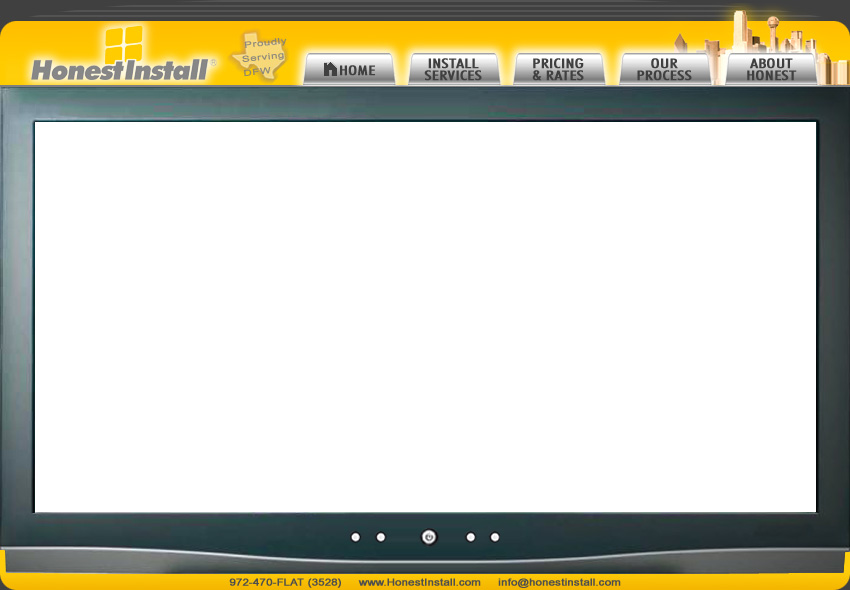 HonestInstall®
Proudly
Serving
DFW
HOME
INSTALL
SERVICES
PRICING
& RATES
OUR
PROCESS
ABOUT
HONEST
972-470-FLAT (3528) www.HonestInstall.com info@honestinstall.com